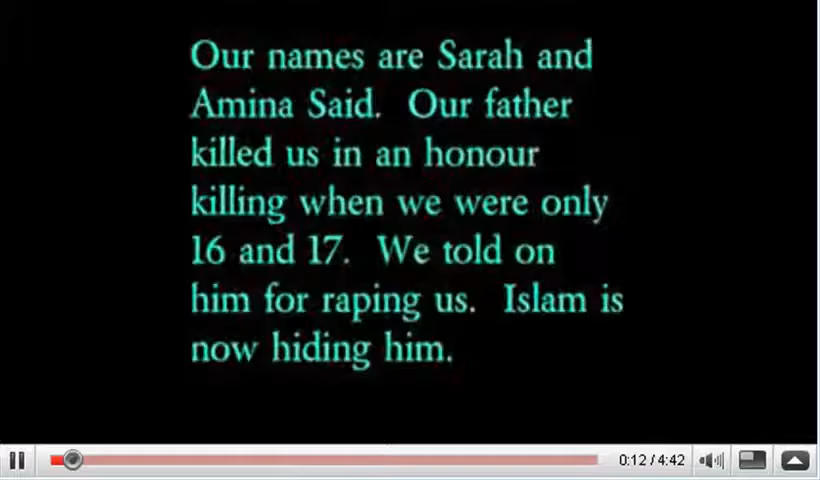 Our names are Sarah and
Amina Said. Our father
killed us in an honour
killing when we were only
16 and 17. We told on
him for raping us. Islam is
now hiding him.
0:12 / 4:42